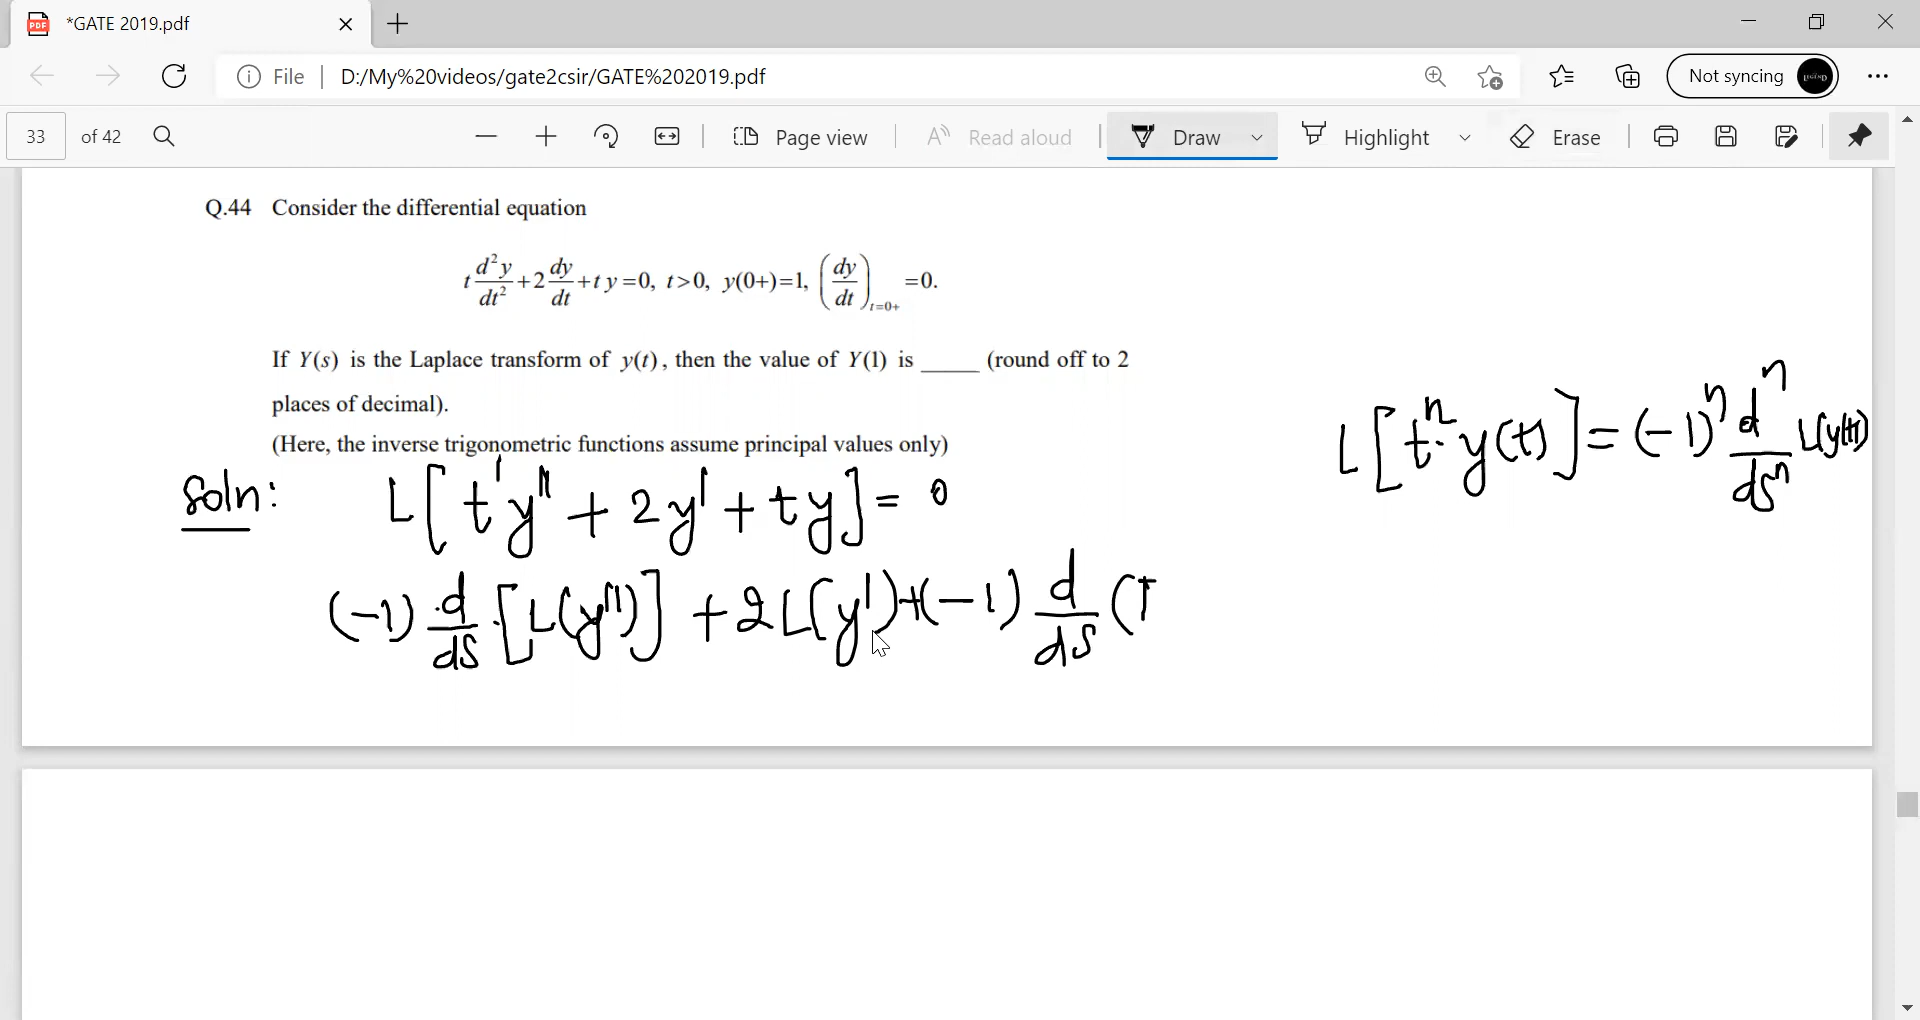 *GATE 2019.pdf
File | D:/My%20videos/gate2csir/GATE%202019.pdf
Not syncing
33 of 42
Page view
Read aloud
Draw
Highlight
Erase
Q.44 Consider the differential equation
t d²y/dt² + 2 dy/dt + t y = 0, t > 0, y(0+) = 1, (dy/dt)_{t=0+} = 0.
If Y(s) is the Laplace transform of y(t), then the value of Y(1) is _____ (round off to 2
places of decimal).
(Here, the inverse trigonometric functions assume principal values only)
L[t^n. y(t)] = (-1)^n d^n/ds^n L(y(t))
Soln: L[t' y'' + 2y' + ty] = 0
(-1) . d/ds . [L(y'')] + 2L(y') + (-1) d/ds (